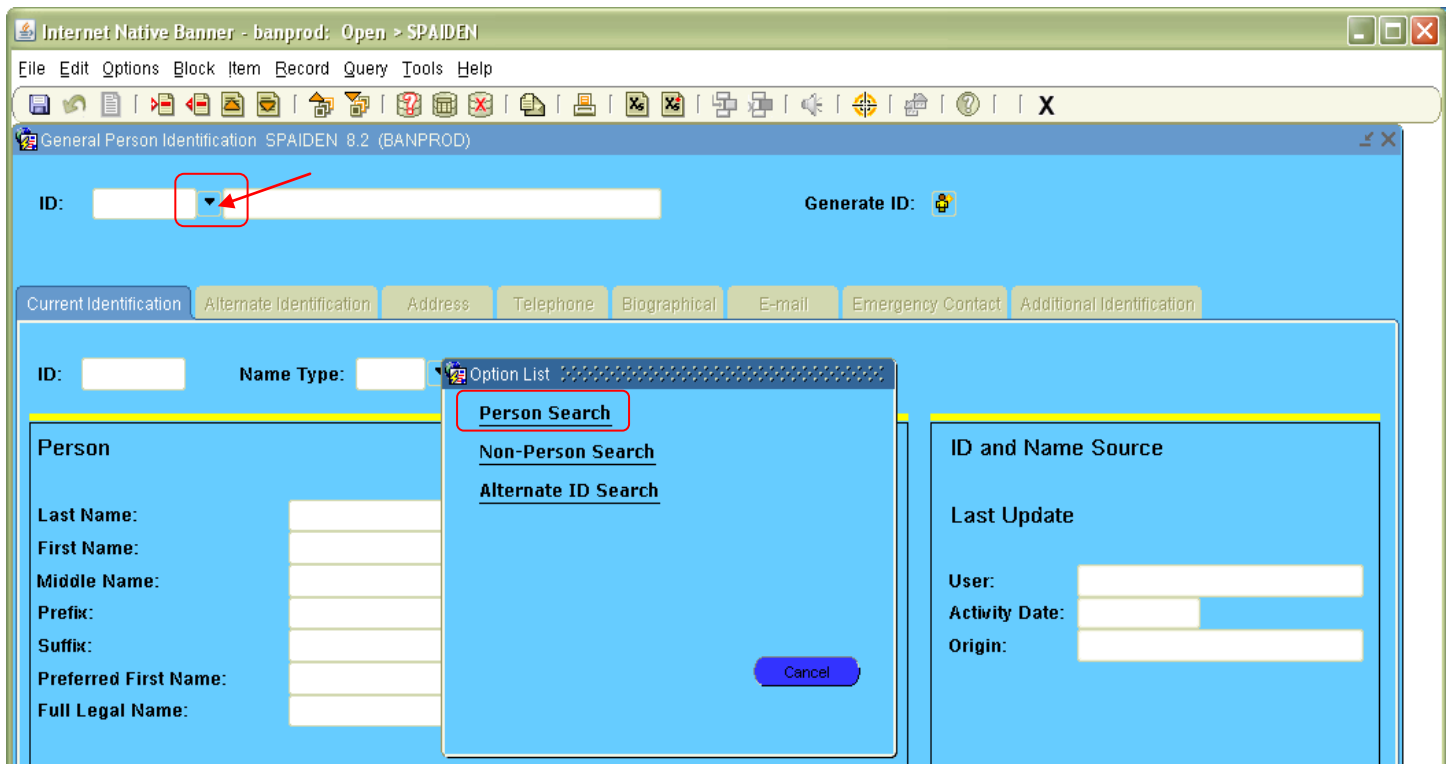 Internet Native Banner - banprod: Open > SPAIDEN
File Edit Options Block Item Record Query Tools Help
X
General Person Identification SPAIDEN 8.2 (BANPROD)
ID:
Generate ID:
Current Identification Alternate Identification Address Telephone Biographical E-mail Emergency Contact Additional Identification
ID: Name Type:
Option List
Person Search
Non-Person Search
Alternate ID Search
Cancel
Person
Last Name:
First Name:
Middle Name:
Prefix:
Suffix:
Preferred First Name:
Full Legal Name:
ID and Name Source
Last Update
User:
Activity Date:
Origin: